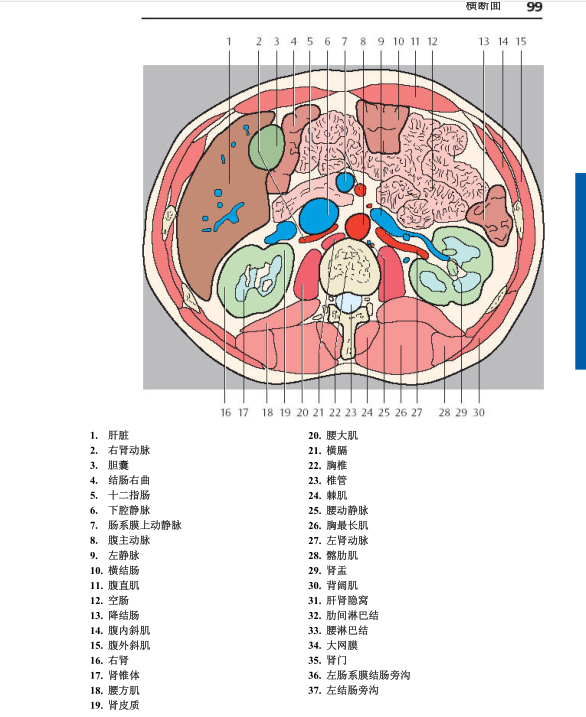 横断面 99
1 2 3 4 5 6 7 8 9 10 11 12 13 14 15
16 17 18 19 20 21 22 23 24 25 26 27 28 29 30
1. 肝脏
2. 右肾动脉
3. 胆囊
4. 结肠右曲
5. 十二指肠
6. 下腔静脉
7. 肠系膜上动静脉
8. 腹主动脉
9. 左静脉
10. 横结肠
11. 腹直肌
12. 空肠
13. 降结肠
14. 腹内斜肌
15. 腹外斜肌
16. 右肾
17. 肾锥体
18. 腰方肌
19. 肾皮质
20. 腰大肌
21. 横膈
22. 胸椎
23. 椎管
24. 棘肌
25. 腰动静脉
26. 胸最长肌
27. 左肾动脉
28. 髂肋肌
29. 肾盂
30. 背阔肌
31. 肝肾隐窝
32. 肋间淋巴结
33. 腰淋巴结
34. 大网膜
35. 肾门
36. 左肠系膜结肠旁沟
37. 左结肠旁沟